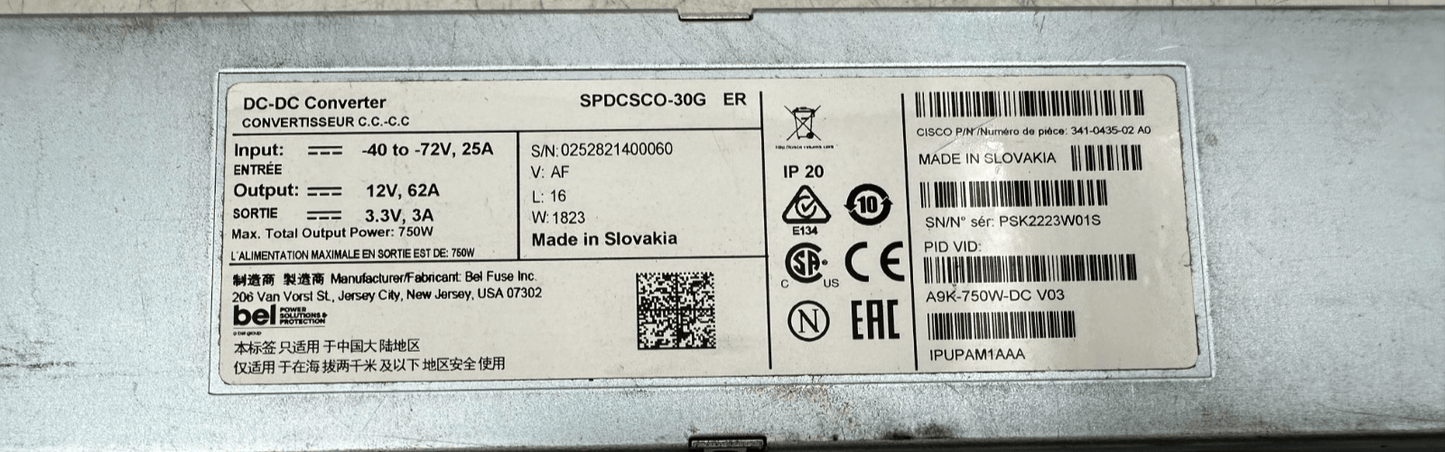 DC-DC Converter
CONVERTISSEUR C.C.-C.C
SPDCSCO-30G ER
Input: -40 to -72V, 25A
ENTRÉE
Output: 12V, 62A
SORTIE 3.3V, 3A
Max. Total Output Power: 750W
L'ALIMENTATION MAXIMALE EN SORTIE EST DE: 750W
S/N: 0252821400060
V: AF
L: 16
W: 1823
Made in Slovakia
制造商 製造商 Manufacturer/Fabricant: Bel Fuse Inc.
206 Van Vorst St., Jersey City, New Jersey, USA 07302
bel POWER
SOLUTIONS &
PROTECTION
a bel group
本标签只适用于中国大陆地区
仅适用于在海拔两千米及以下地区安全使用
IP 20
E134
10
C SA US
CE
N
EAC
CISCO P/N /Numéro de pièce: 341-0435-02 A0
MADE IN SLOVAKIA
SN/N° sér: PSK2223W01S
PID VID:
A9K-750W-DC V03
IPUPAM1AAA